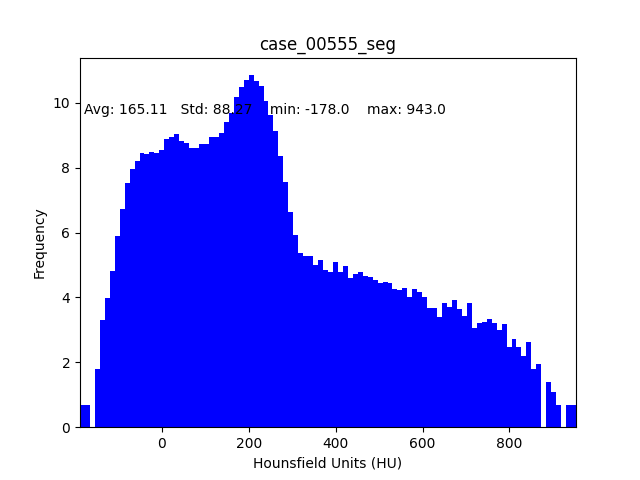 case_00555_seg
Avg: 165.11 Std: 88.27 min: -178.0 max: 943.0
10
8
6
4
2
0
Frequency
0 200 400 600 800
Hounsfield Units (HU)